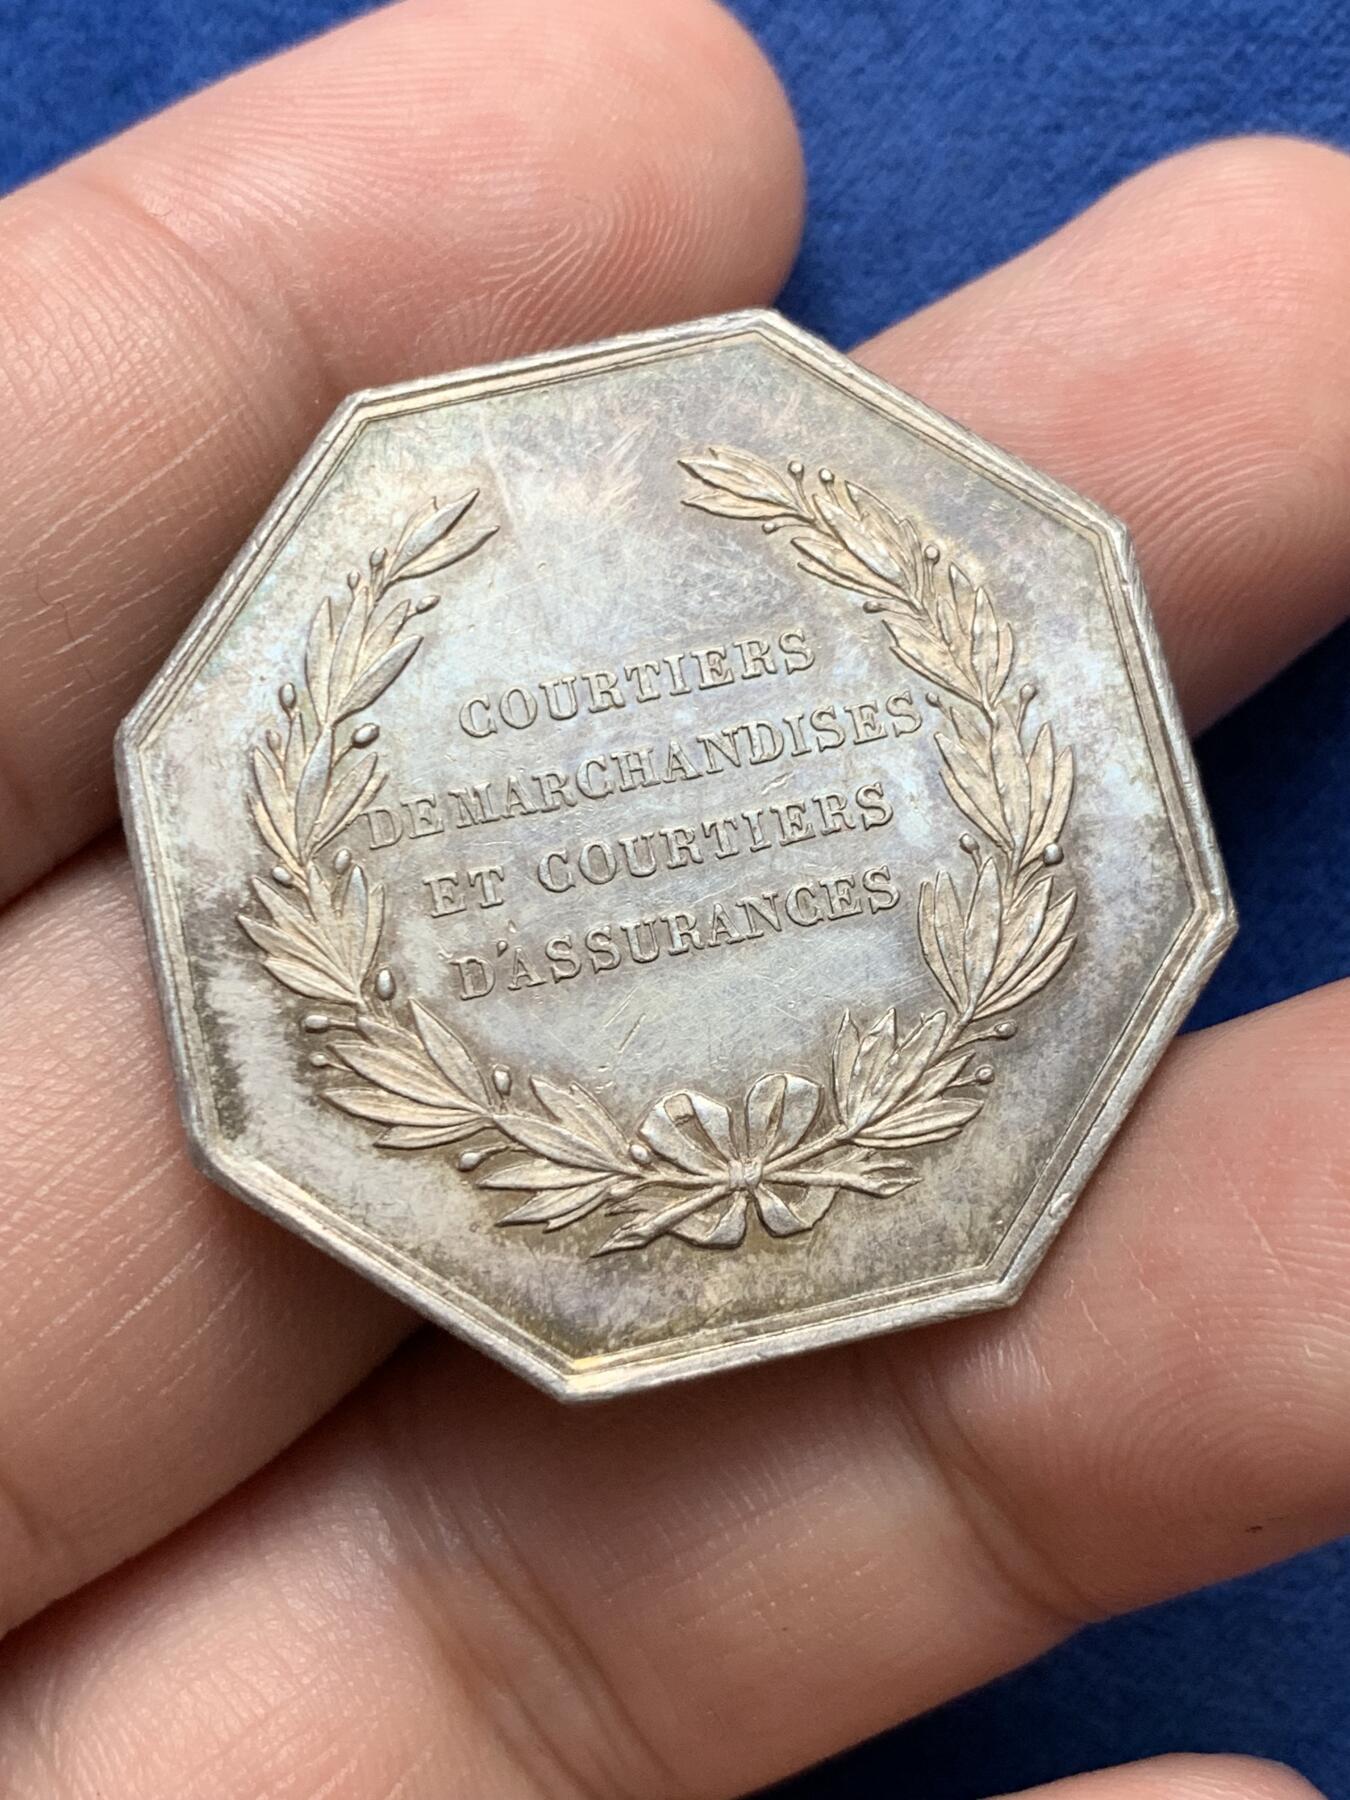 COURTIERS
DE MARCHANDISES
ET COURTIERS
D'ASSURANCES